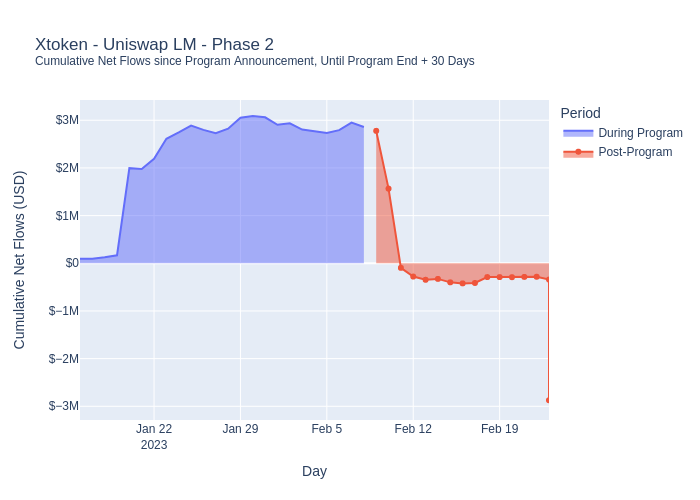 Xtoken - Uniswap LM - Phase 2
Cumulative Net Flows since Program Announcement, Until Program End + 30 Days
Period
During Program
Post-Program
Cumulative Net Flows (USD)
$3M
$2M
$1M
$0
$−1M
$−2M
$−3M
Jan 22
2023
Jan 29
Feb 5
Feb 12
Feb 19
Day